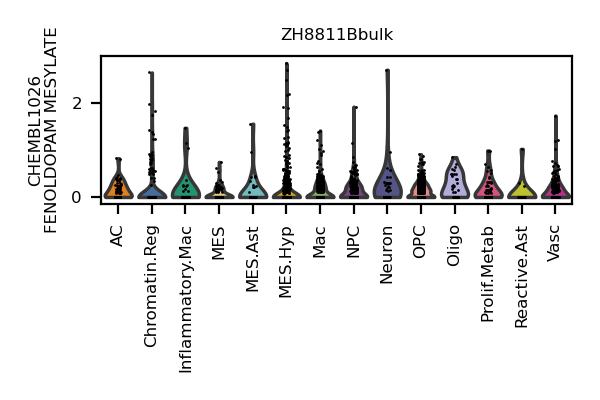 ZH8811Bbulk
CHEMBL1026
FENOLDOPAM MESYLATE
2
0
AC
Chromatin.Reg
Inflammatory.Mac
MES
MES.Ast
MES.Hyp
Mac
NPC
Neuron
OPC
Oligo
Prolif.Metab
Reactive.Ast
Vasc